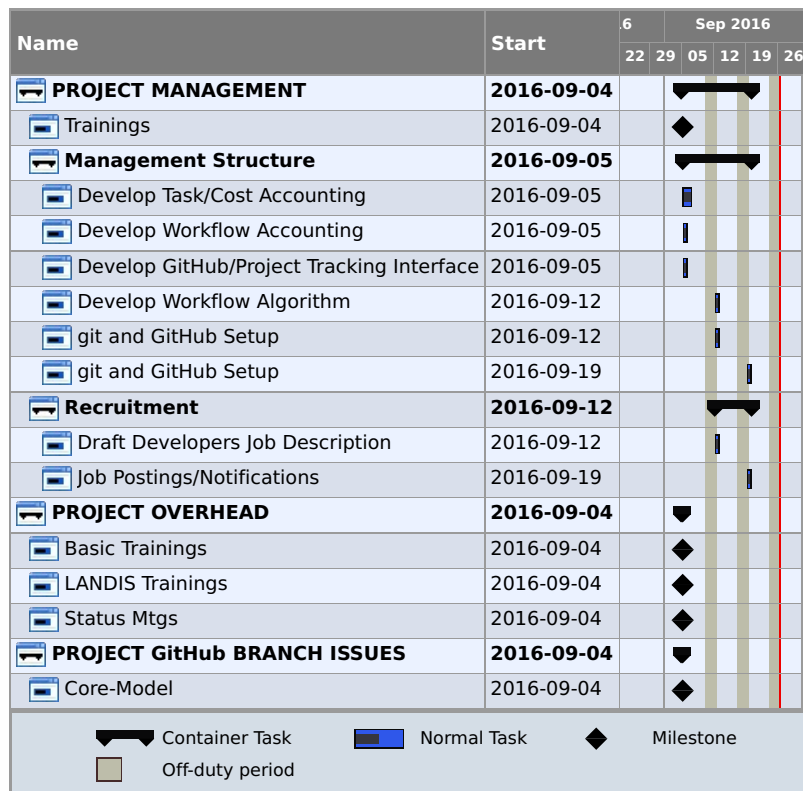 Name Start .6 Sep 2016
22 29 05 12 19 26
PROJECT MANAGEMENT 2016-09-04
Trainings 2016-09-04
Management Structure 2016-09-05
Develop Task/Cost Accounting 2016-09-05
Develop Workflow Accounting 2016-09-05
Develop GitHub/Project Tracking Interface 2016-09-05
Develop Workflow Algorithm 2016-09-12
git and GitHub Setup 2016-09-12
git and GitHub Setup 2016-09-19
Recruitment 2016-09-12
Draft Developers Job Description 2016-09-12
Job Postings/Notifications 2016-09-19
PROJECT OVERHEAD 2016-09-04
Basic Trainings 2016-09-04
LANDIS Trainings 2016-09-04
Status Mtgs 2016-09-04
PROJECT GitHub BRANCH ISSUES 2016-09-04
Core-Model 2016-09-04
Container Task Normal Task Milestone
Off-duty period